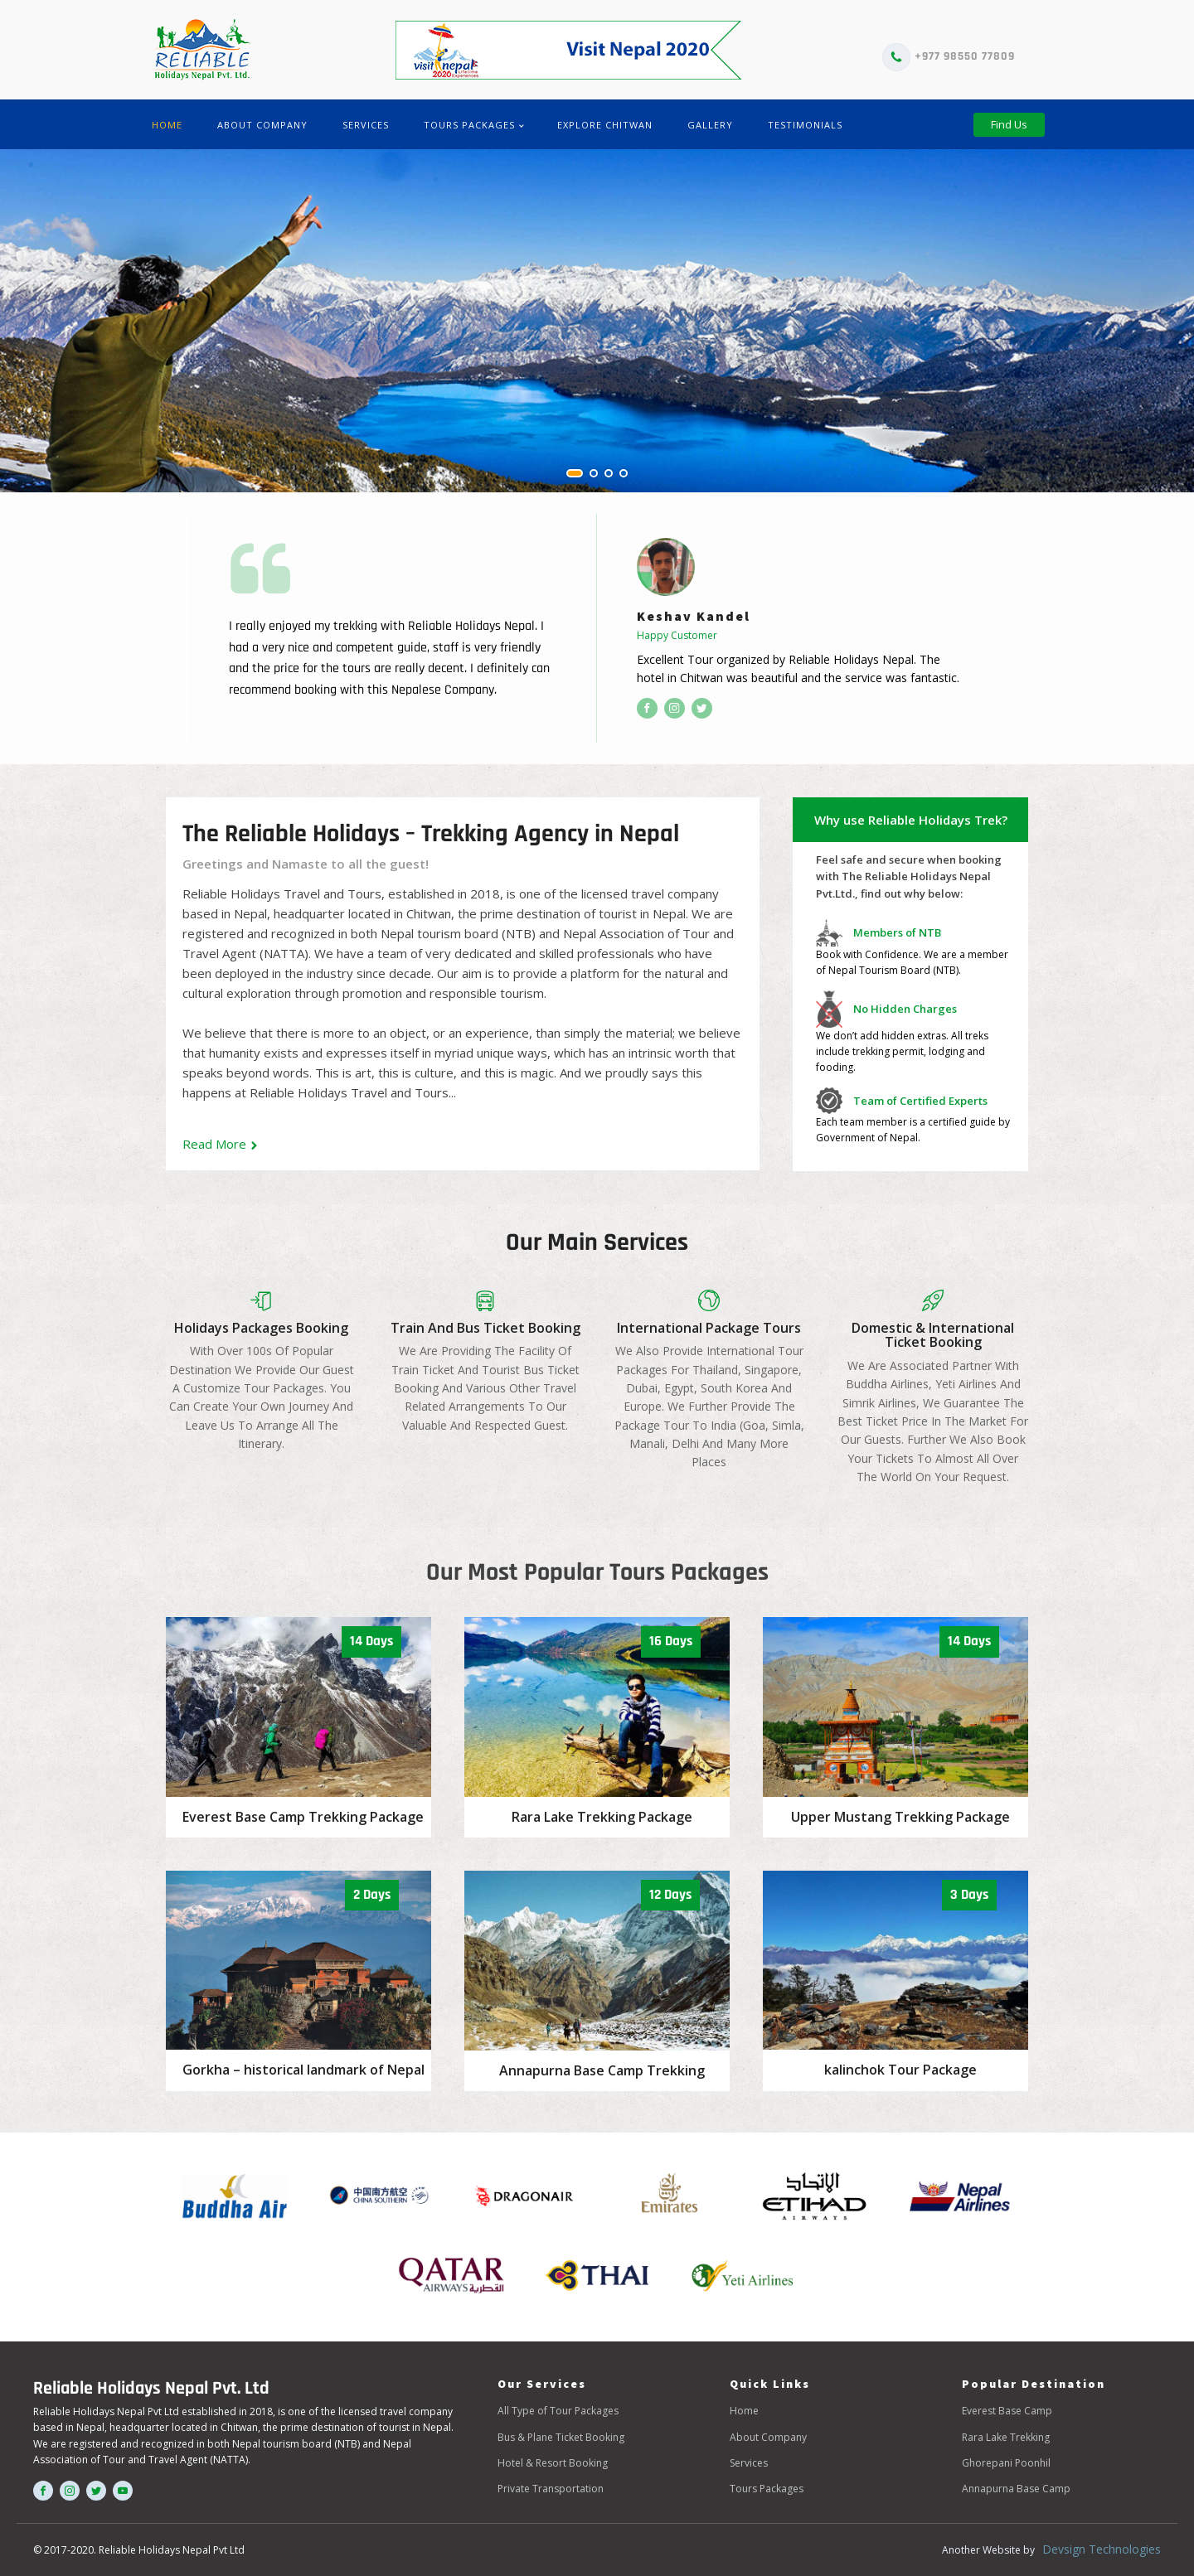 RELIABLE
Holidays Nepal Pvt. Ltd.
visit nepal
2020 Lifetime Experiences
Visit Nepal 2020
+977 98550 77809
HOME
ABOUT COMPANY
SERVICES
TOURS PACKAGES
EXPLORE CHITWAN
GALLERY
TESTIMONIALS
Find Us
I really enjoyed my trekking with Reliable Holidays Nepal. I
had a very nice and competent guide, staff is very friendly
and the price for the tours are really decent. I definitely can
recommend booking with this Nepalese Company.
Keshav Kandel
Happy Customer
Excellent Tour organized by Reliable Holidays Nepal. The
hotel in Chitwan was beautiful and the service was fantastic.
The Reliable Holidays – Trekking Agency in Nepal
Greetings and Namaste to all the guest!
Reliable Holidays Travel and Tours, established in 2018, is one of the licensed travel company
based in Nepal, headquarter located in Chitwan, the prime destination of tourist in Nepal. We are
registered and recognized in both Nepal tourism board (NTB) and Nepal Association of Tour and
Travel Agent (NATTA). We have a team of very dedicated and skilled professionals who have
been deployed in the industry since decade. Our aim is to provide a platform for the natural and
cultural exploration through promotion and responsible tourism.
We believe that there is more to an object, or an experience, than simply the material; we believe
that humanity exists and expresses itself in myriad unique ways, which has an intrinsic worth that
speaks beyond words. This is art, this is culture, and this is magic. And we proudly says this
happens at Reliable Holidays Travel and Tours...
Read More
Why use Reliable Holidays Trek?
Feel safe and secure when booking
with The Reliable Holidays Nepal
Pvt.Ltd., find out why below:
NTB
Members of NTB
Book with Confidence. We are a member
of Nepal Tourism Board (NTB).
No Hidden Charges
We don't add hidden extras. All treks
include trekking permit, lodging and
fooding.
Team of Certified Experts
Each team member is a certified guide by
Government of Nepal.
Our Main Services
Holidays Packages Booking
With Over 100s Of Popular
Destination We Provide Our Guest
A Customize Tour Packages. You
Can Create Your Own Journey And
Leave Us To Arrange All The
Itinerary.
Train And Bus Ticket Booking
We Are Providing The Facility Of
Train Ticket And Tourist Bus Ticket
Booking And Various Other Travel
Related Arrangements To Our
Valuable And Respected Guest.
International Package Tours
We Also Provide International Tour
Packages For Thailand, Singapore,
Dubai, Egypt, South Korea And
Europe. We Further Provide The
Package Tour To India (Goa, Simla,
Manali, Delhi And Many More
Places
Domestic & International
Ticket Booking
We Are Associated Partner With
Buddha Airlines, Yeti Airlines And
Simrik Airlines, We Guarantee The
Best Ticket Price In The Market For
Our Guests. Further We Also Book
Your Tickets To Almost All Over
The World On Your Request.
Our Most Popular Tours Packages
14 Days
Everest Base Camp Trekking Package
16 Days
Rara Lake Trekking Package
14 Days
Upper Mustang Trekking Package
2 Days
Gorkha – historical landmark of Nepal
12 Days
Annapurna Base Camp Trekking
3 Days
kalinchok Tour Package
Buddha Air
中国南方航空
CHINA SOUTHERN
DRAGONAIR
Emirates
الإتحاد
ETIHAD
AIRWAYS
Nepal
Airlines
QATAR
AIRWAYS القطرية
THAI
Yeti Airlines
Reliable Holidays Nepal Pvt. Ltd
Reliable Holidays Nepal Pvt Ltd established in 2018, is one of the licensed travel company
based in Nepal, headquarter located in Chitwan, the prime destination of tourist in Nepal.
We are registered and recognized in both Nepal tourism board (NTB) and Nepal
Association of Tour and Travel Agent (NATTA).
Our Services
All Type of Tour Packages
Bus & Plane Ticket Booking
Hotel & Resort Booking
Private Transportation
Quick Links
Home
About Company
Services
Tours Packages
Popular Destination
Everest Base Camp
Rara Lake Trekking
Ghorepani Poonhil
Annapurna Base Camp
© 2017-2020. Reliable Holidays Nepal Pvt Ltd
Another Website by Devsign Technologies